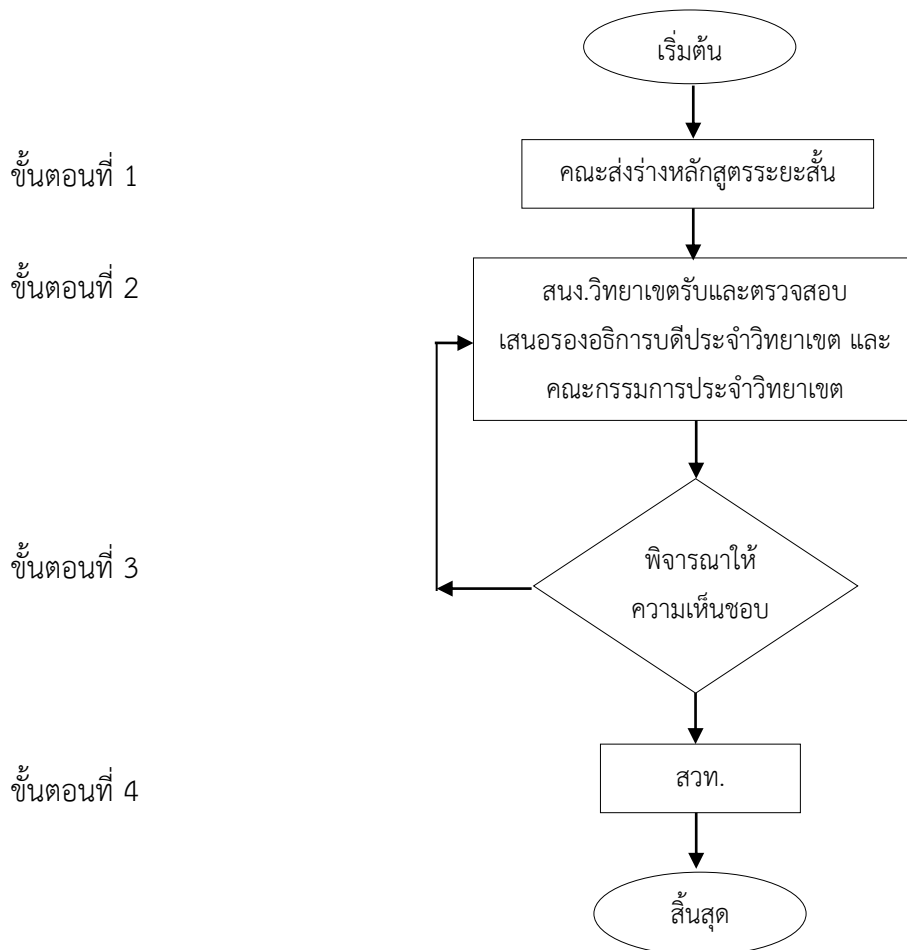 เริ่มต้น
ขั้นตอนที่ 1
คณะส่งร่างหลักสูตรระยะสั้น
ขั้นตอนที่ 2
สนง.วิทยาเขตรับและตรวจสอบ
เสนอรองอธิการบดีประจำวิทยาเขต และ
คณะกรรมการประจำวิทยาเขต
ขั้นตอนที่ 3
พิจารณาให้
ความเห็นชอบ
ขั้นตอนที่ 4
สวท.
สิ้นสุด